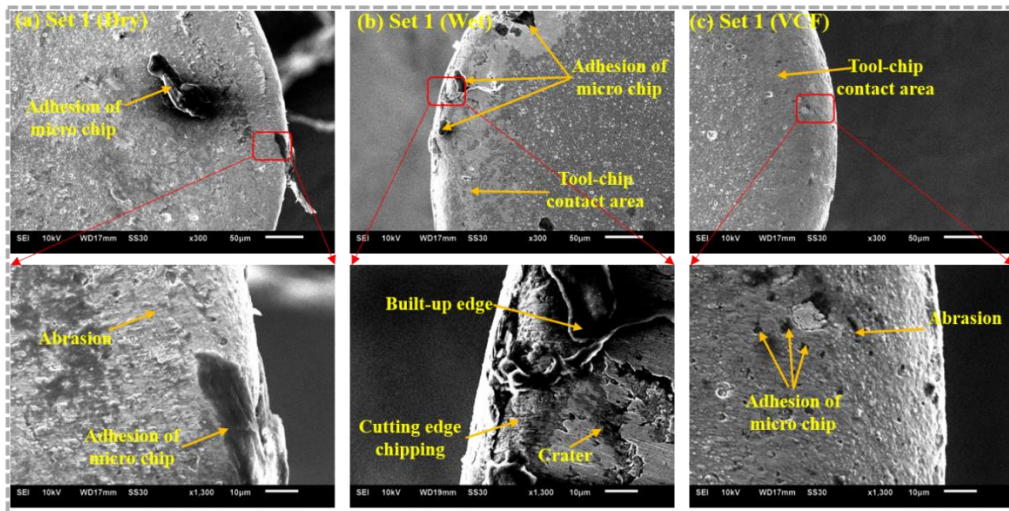 (a) Set 1 (Dry)
Adhesion of
micro chip
SEI 10kV WD17mm SS30 x300 50µm
(b) Set 1 (Wet)
Adhesion of
micro chip
Tool-chip
contact area
SEI 10kV WD17mm SS30 x300 50µm
(c) Set 1 (VCF)
Tool-chip
contact area
SEI 10kV WD17mm SS30 x300 50µm
Abrasion
Adhesion of
micro chip
SEI 10kV WD17mm SS30 x1,300 10µm
Built-up edge
Cutting edge
chipping
Crater
SEI 10kV WD19mm SS30 x1,300 10µm
Abrasion
Adhesion of
micro chip
SEI 10kV WD17mm SS30 x1,300 10µm